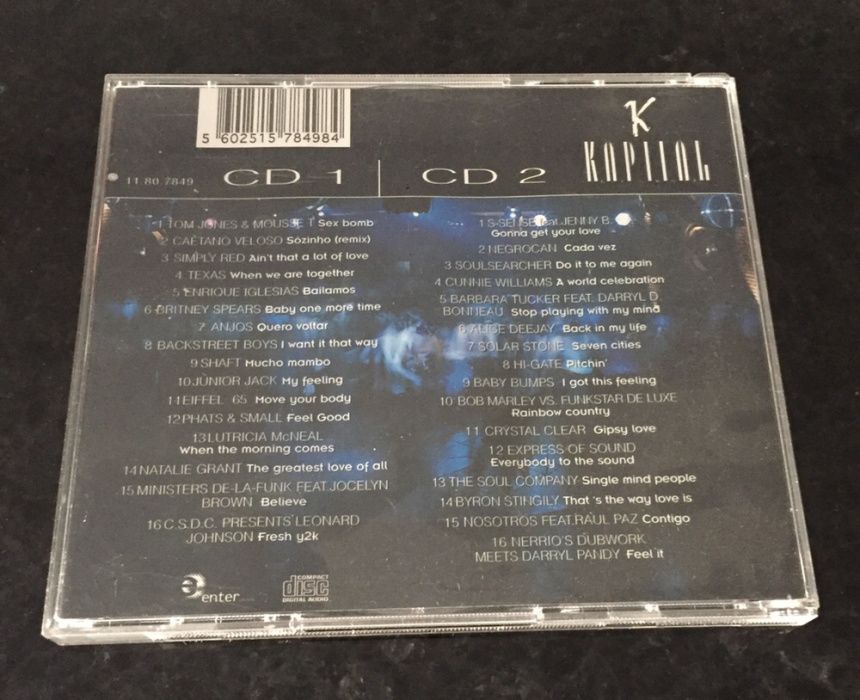 5 602515 784984
11 80 7849
CD 1
CD 2
K
KAPITAL
1 TOM JONES & MOUSSE T Sex bomb
2 CAETANO VELOSO Sozinho (remix)
3 SIMPLY RED Ain't that a lot of love
4 TEXAS When we are together
5 ENRIQUE IGLESIAS Bailamos
6 BRITNEY SPEARS Baby one more time
7 ANJOS Quero voltar
8 BACKSTREET BOYS I want it that way
9 SHAFT Mucho mambo
10 JUNIOR JACK My feeling
11 EIFFEL 65 Move your body
12 PHATS & SMALL Feel Good
13 LUTRICIA McNEAL
When the morning comes
14 NATALIE GRANT The greatest love of all
15 MINISTERS DE-LA-FUNK FEAT.JOCELYN
BROWN Believe
16 C.S.D.C. PRESENTS LEONARD
JOHNSON Fresh y2k
1 S-SENSE feat JENNY B.
Gonna get your love
2 NEGROCAN Cada vez
3 SOULSEARCHER Do it to me again
4 CUNNIE WILLIAMS A world celebration
5 BARBARA TUCKER FEAT. DARRYL D.
BONNEAU Stop playing with my mind
6 ALICE DEEJAY Back in my life
7 SOLAR STONE Seven cities
8 HI-GATE Pitchin'
9 BABY BUMPS I got this feeling
10 BOB MARLEY VS. FUNKSTAR DE LUXE
Rainbow country
11 CRYSTAL CLEAR Gipsy love
12 EXPRESS OF SOUND
Everybody to the sound
13 THE SOUL COMPANY Single mind people
14 BYRON STINGILY That's the way love is
15 NOSOTROS FEAT.RAUL PAZ Contigo
16 NERRIO'S DUBWORK
MEETS DARRYL PANDY Feel it
e enter
COMPACT
disc
DIGITAL AUDIO